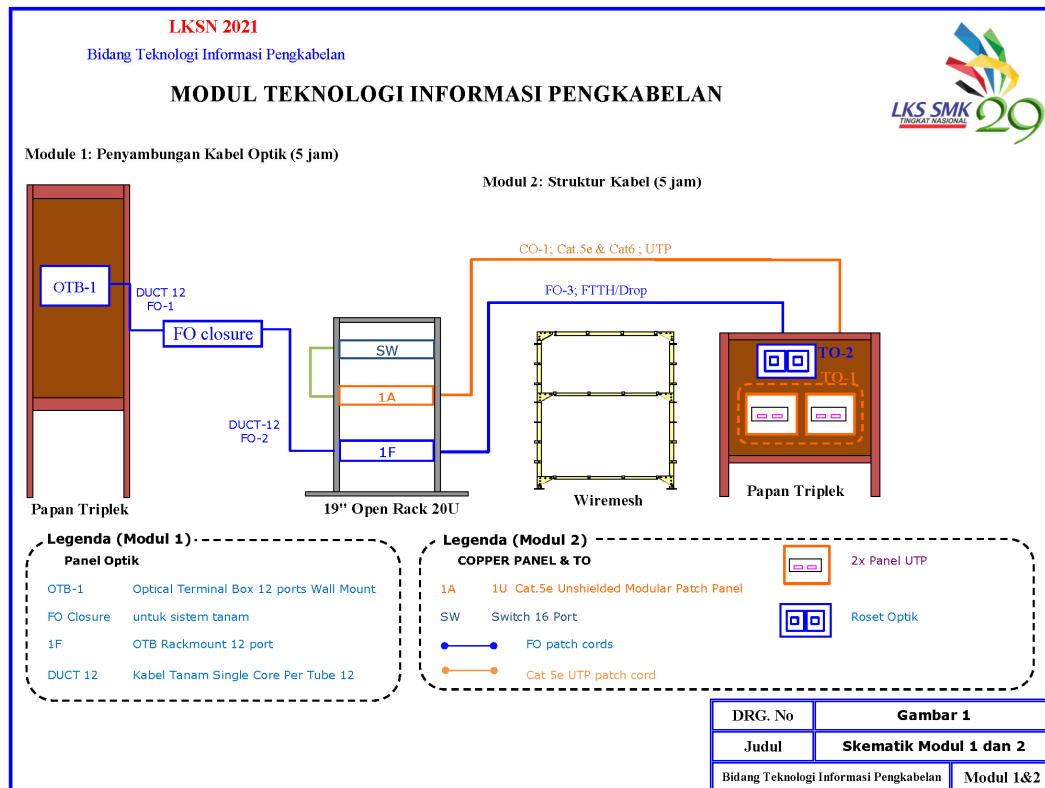 LKSN 2021
Bidang Teknologi Informasi Pengkabelan
MODUL TEKNOLOGI INFORMASI PENGKABELAN
LKS SMK
TINGKAT NASIONAL
29
Module 1: Penyambungan Kabel Optik (5 jam)
Modul 2: Struktur Kabel (5 jam)
CO-1; Cat.5e & Cat6 ; UTP
FO-3; FTTH/Drop
OTB-1
DUCT 12
FO-1
FO closure
SW
1A
DUCT-12
FO-2
1F
TO-2
TO-1
Papan Triplek
19" Open Rack 20U
Wiremesh
Papan Triplek
Legenda (Modul 1)
Panel Optik
OTB-1 Optical Terminal Box 12 ports Wall Mount
FO Closure untuk sistem tanam
1F OTB Rackmount 12 port
DUCT 12 Kabel Tanam Single Core Per Tube 12
Legenda (Modul 2)
COPPER PANEL & TO
1A 1U Cat.5e Unshielded Modular Patch Panel
SW Switch 16 Port
FO patch cords
Cat 5e UTP patch cord
2x Panel UTP
Roset Optik
DRG. No Gambar 1
Judul Skematik Modul 1 dan 2
Bidang Teknologi Informasi Pengkabelan Modul 1&2